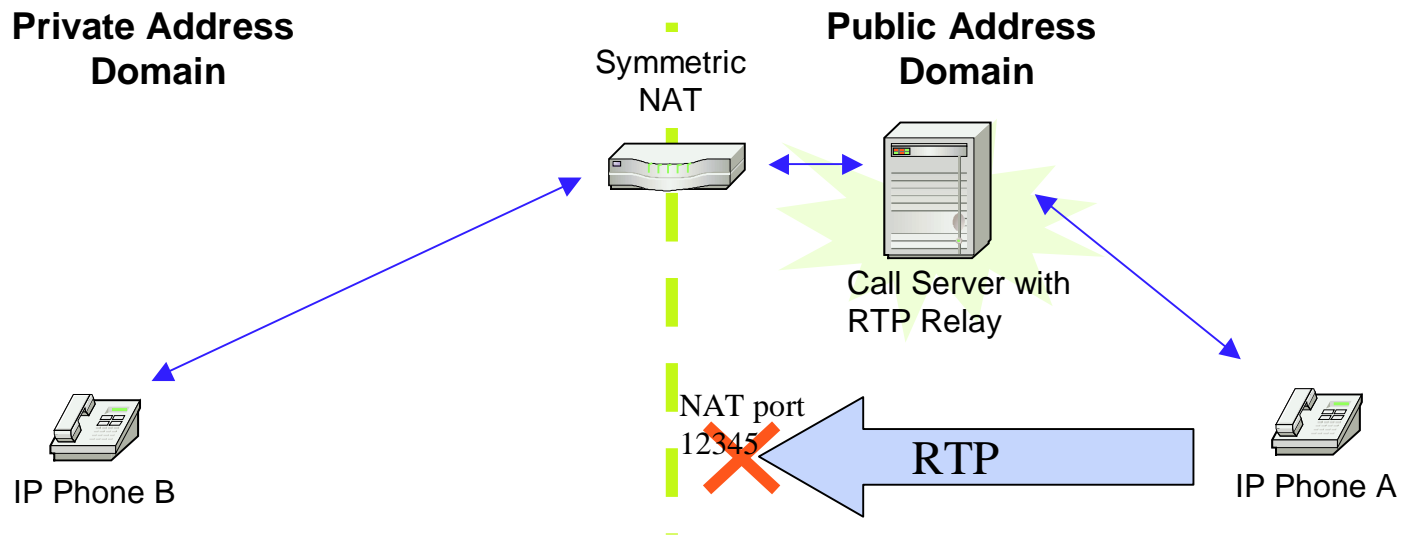 Private Address
Domain
Symmetric
NAT
Public Address
Domain
Call Server with
RTP Relay
NAT port
12345
RTP
IP Phone B
IP Phone A